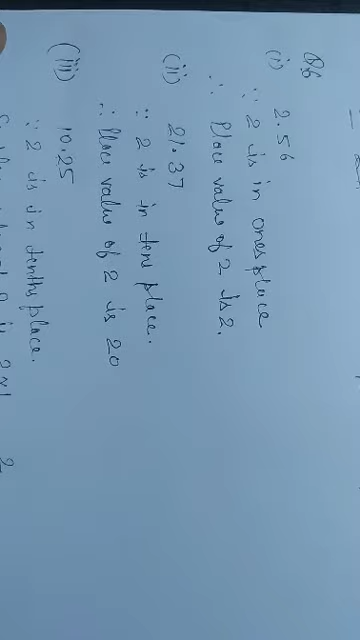 Q6
(i) 2.56
∵ 2 is in ones place
∴ Place value of 2 is 2.
(ii) 21.37
∵ 2 is in tens place.
∴ Place value of 2 is 20
(iii) 10.25
∵ 2 is in tenths place.